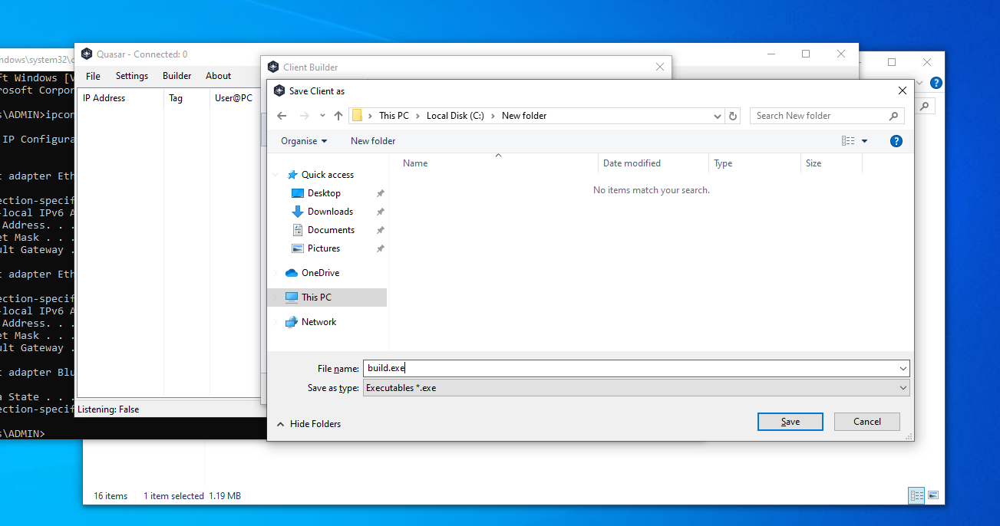 ndows\system32\c
ft Windows [V
rosoft Corpor
s\ADMIN>ipcon
IP Configura
t adapter Eth
ection-specif
-local IPv6 A
Address. . .
et Mask . . .
ult Gateway .
t adapter Eth
ection-specif
-local IPv6 A
Address. . .
et Mask . . .
ult Gateway .
t adapter Blu
a State . . .
ection-specif
s\ADMIN>
Quasar - Connected: 0
File Settings Builder About
IP Address Tag User@PC
Listening: False
Client Builder
Save Client as
This PC > Local Disk (C:) > New folder
Search New folder
Organise New folder
Name Date modified Type Size
No items match your search.
Quick access
Desktop
Downloads
Documents
Pictures
OneDrive
This PC
Network
File name: build.exe
Save as type: Executables *.exe
Hide Folders Save Cancel
16 items 1 item selected 1.19 MB